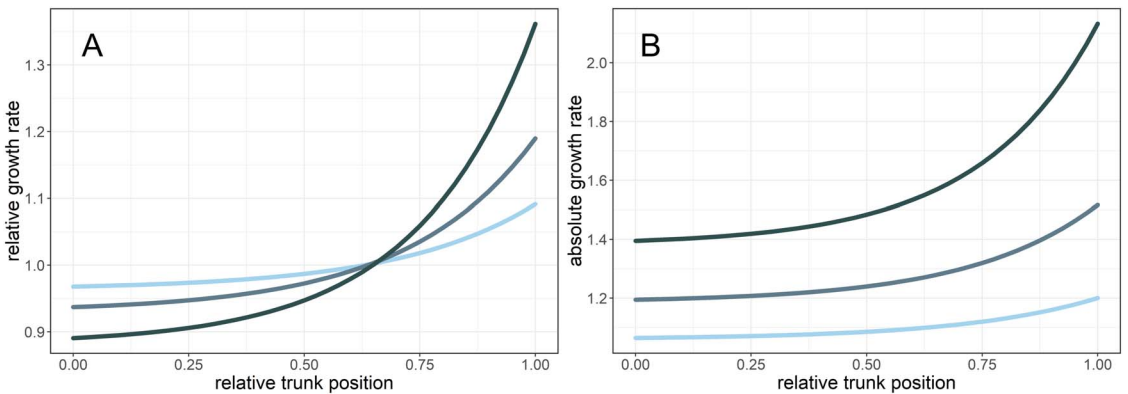 A
relative growth rate
1.3
1.2
1.1
1.0
0.9
0.00 0.25 0.50 0.75 1.00
relative trunk position
B
absolute growth rate
2.0
1.8
1.6
1.4
1.2
0.00 0.25 0.50 0.75 1.00
relative trunk position